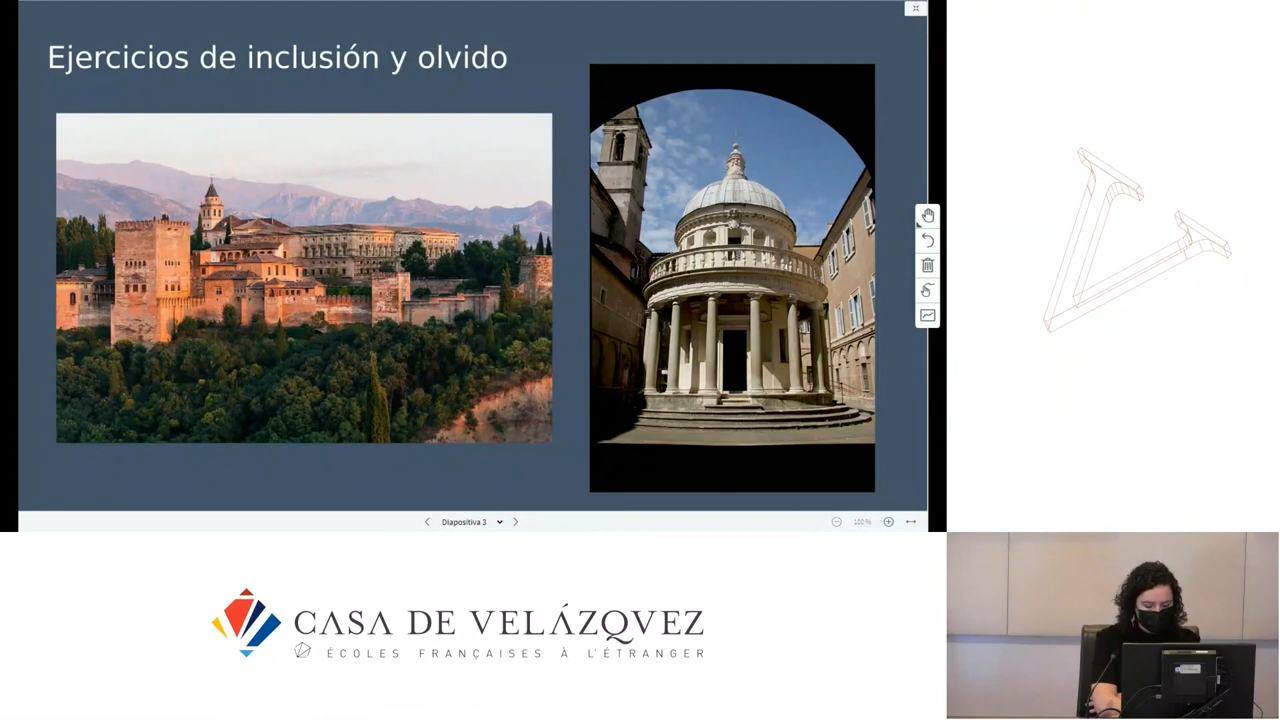 Ejercicios de inclusión y olvido
Diapositiva 3
100 %
CASA DE VELÁZQVEZ
ÉCOLES FRANÇAISES À L'ÉTRANGER